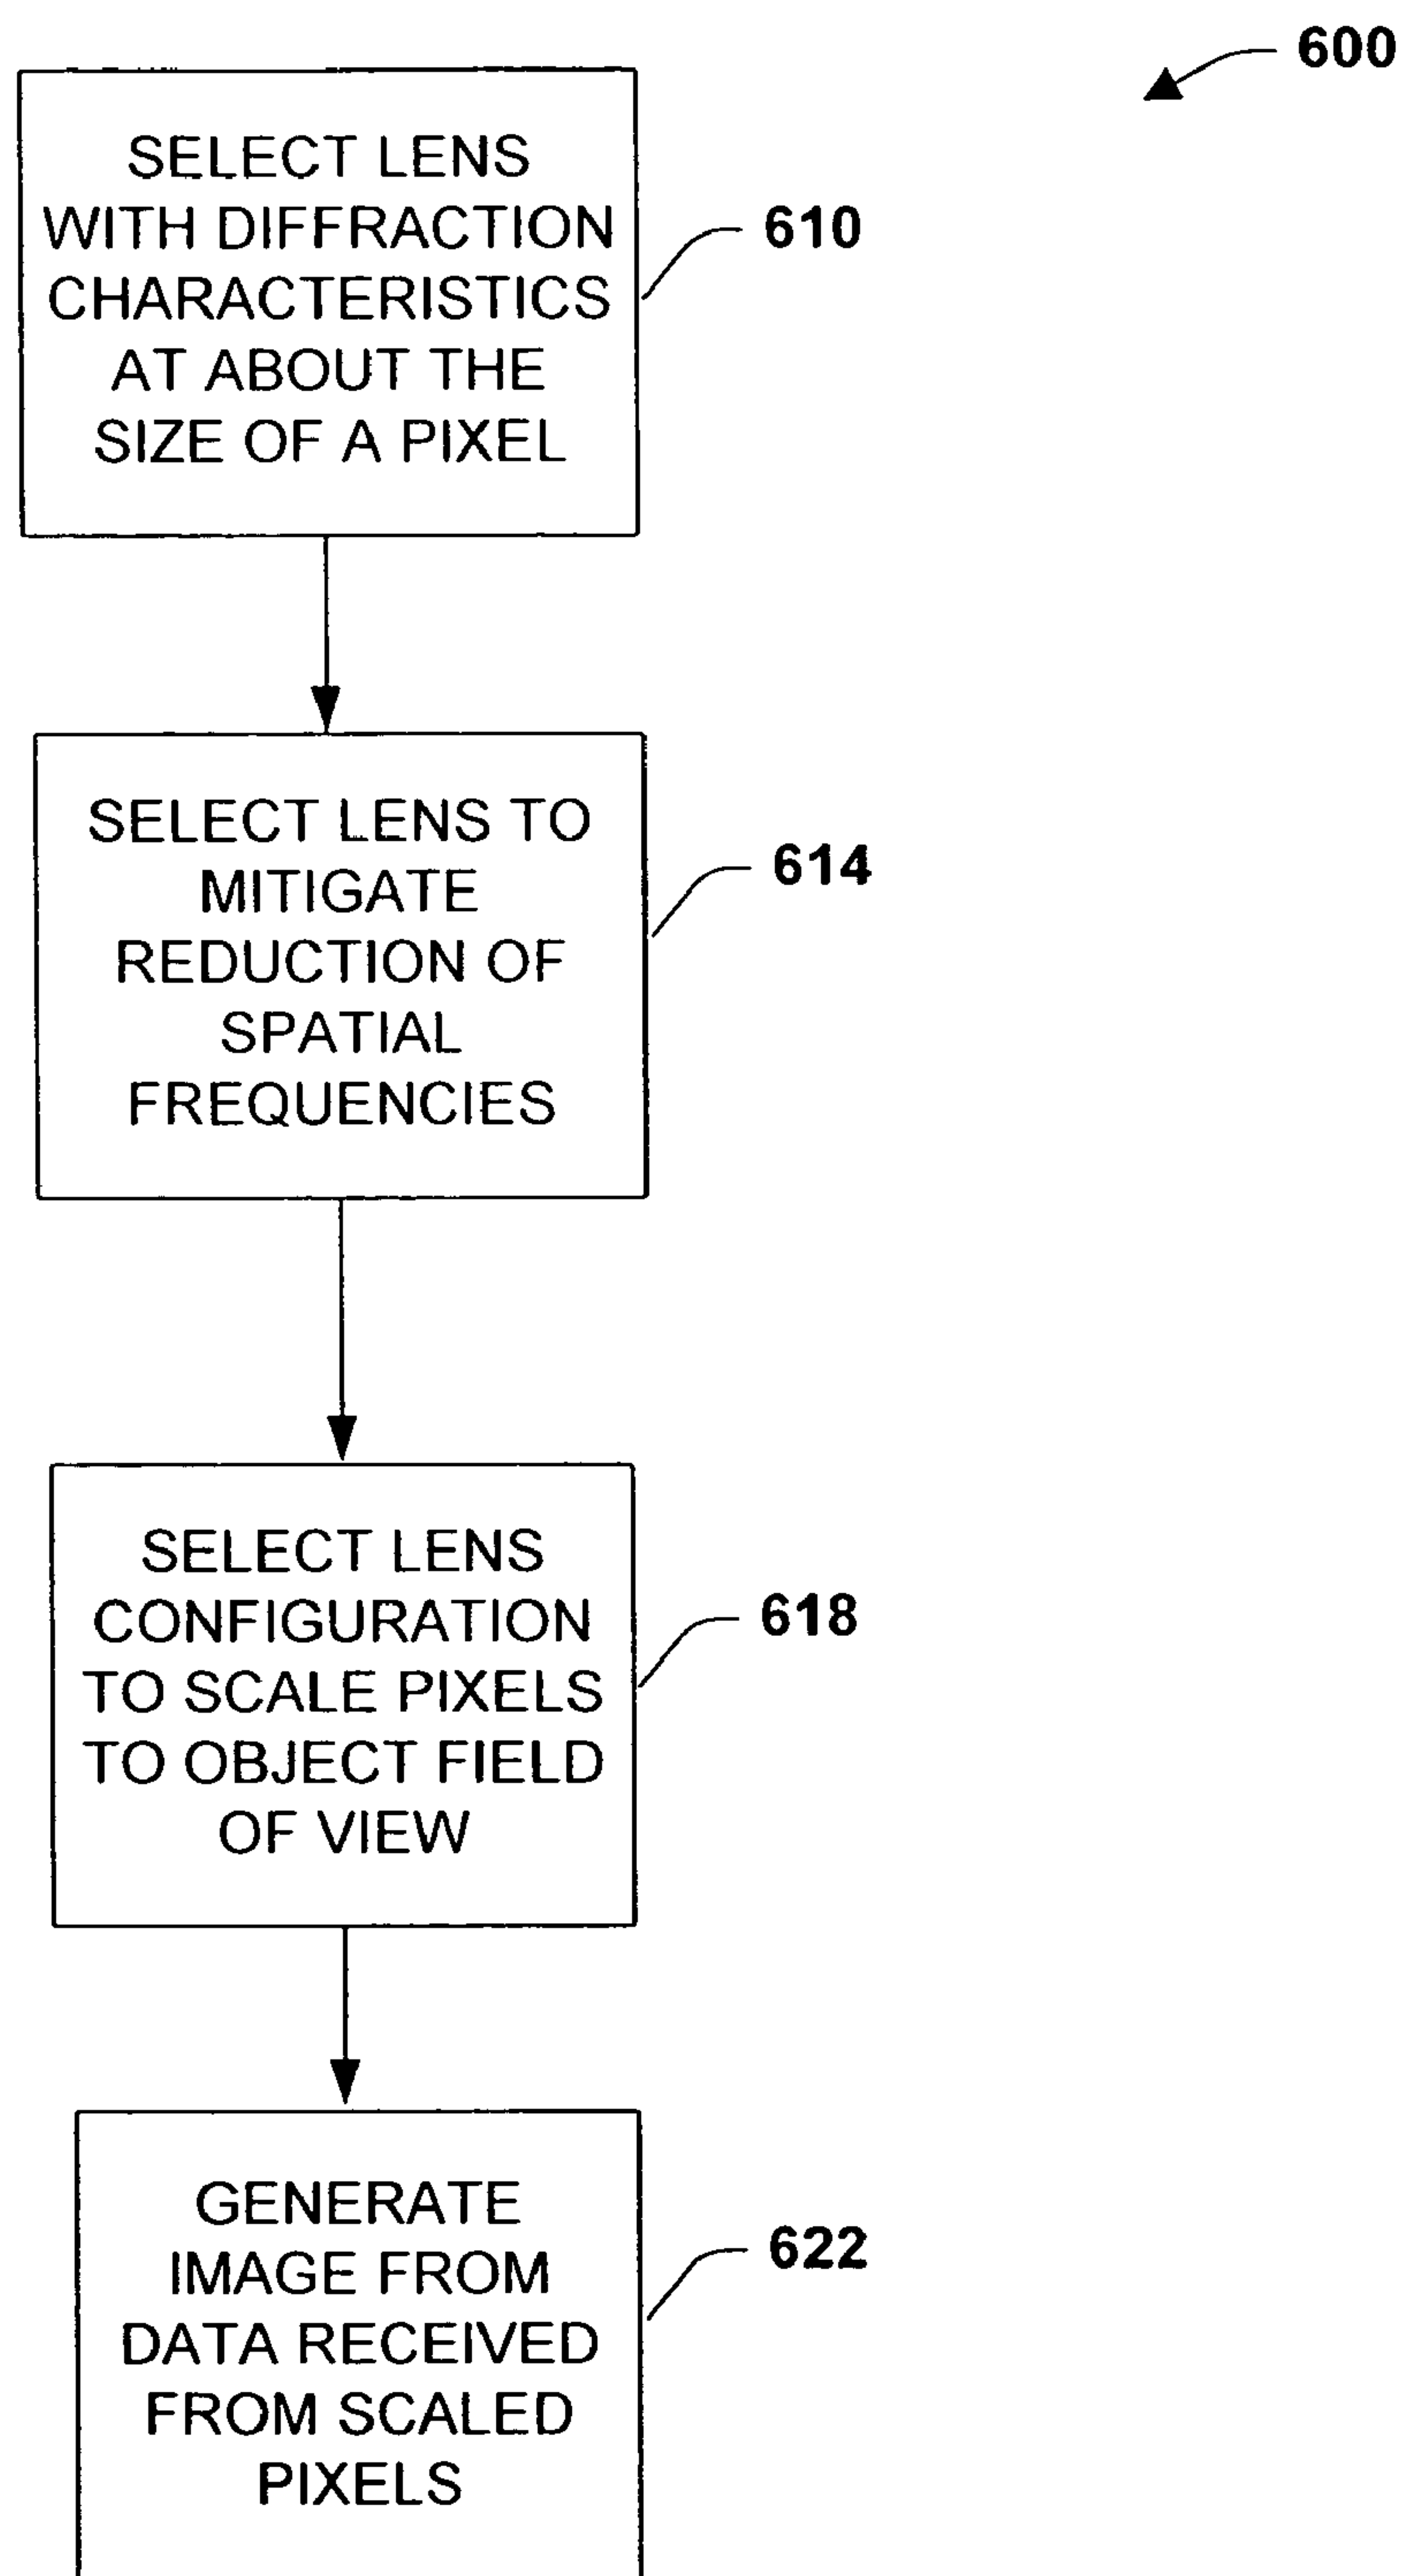 600
SELECT LENS
WITH DIFFRACTION
CHARACTERISTICS
AT ABOUT THE
SIZE OF A PIXEL
610
SELECT LENS TO
MITIGATE
REDUCTION OF
SPATIAL
FREQUENCIES
614
SELECT LENS
CONFIGURATION
TO SCALE PIXELS
TO OBJECT FIELD
OF VIEW
618
GENERATE
IMAGE FROM
DATA RECEIVED
FROM SCALED
PIXELS
622